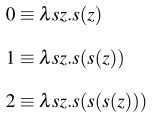 0 ≡ λsz.s(z)
1 ≡ λsz.s(s(z))
2 ≡ λsz.s(s(s(z)))